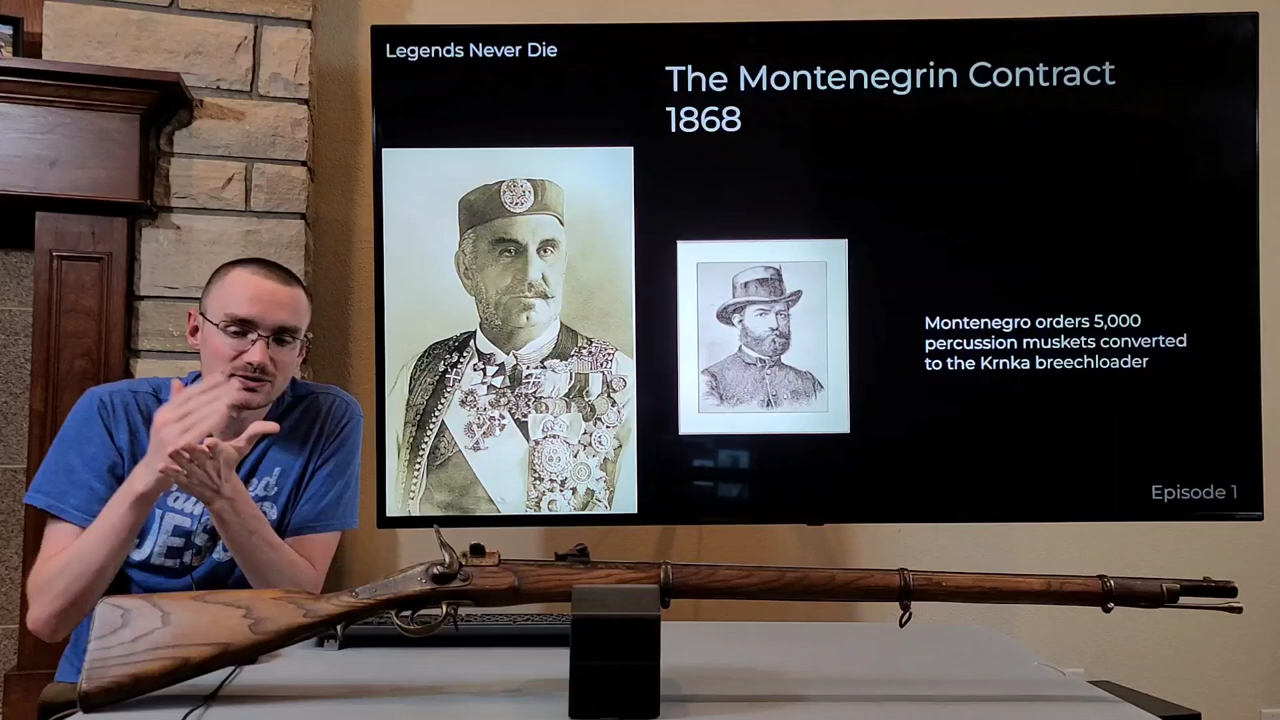 Legends Never Die
The Montenegrin Contract
1868
Montenegro orders 5,000
percussion muskets converted
to the Krnka breechloader
Episode 1